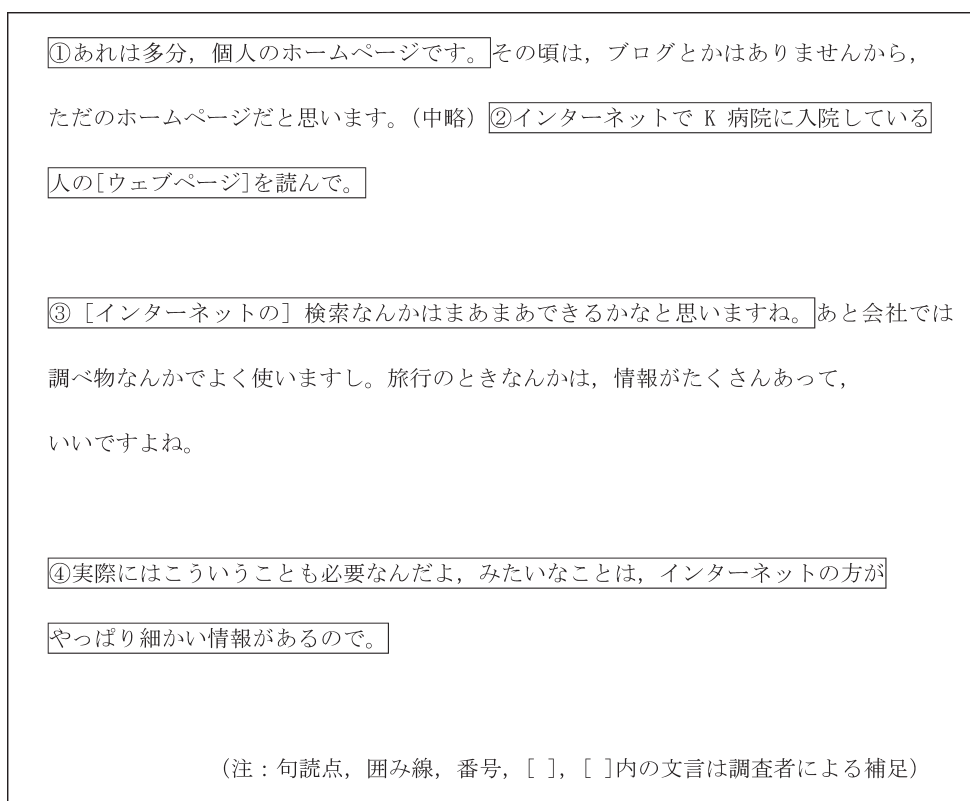 ①あれは多分，個人のホームページです。その頃は，ブログとかはありませんから，
ただのホームページだと思います。（中略）②インターネットで K 病院に入院している
人の[ウェブページ]を読んで。
③［インターネットの］検索なんかはまあまあできるかなと思いますね。あと会社では
調べ物なんかでよく使いますし。旅行のときなんかは，情報がたくさんあって，
いいですよね。
④実際にはこういうことも必要なんだよ，みたいなことは，インターネットの方が
やっぱり細かい情報があるので。
（注：句読点，囲み線，番号，[ ]，[ ]内の文言は調査者による補足）